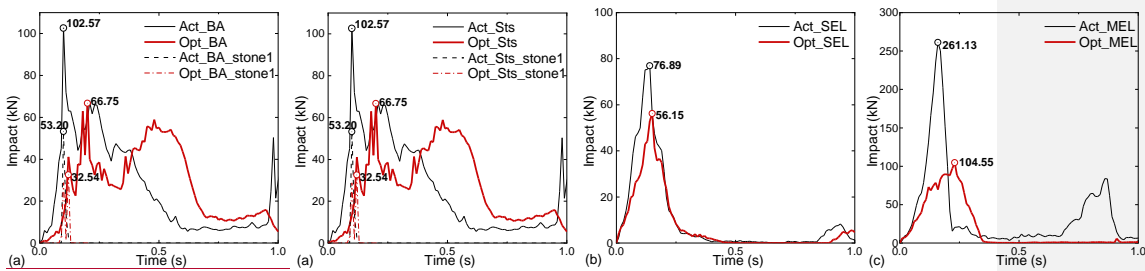 Impact (kN)
100
80
60
40
20
0
102.57
53.20
66.75
32.54
Act_BA
Opt_BA
Act_BA_stone1
Opt_BA_stone1
0.0
0.5
1.0
(a)
Time (s)
Impact (kN)
100
80
60
40
20
0
102.57
53.20
66.75
32.54
Act_Sts
Opt_Sts
Act_Sts_stone1
Opt_Sts_stone1
0.0
0.5
1.0
(a)
Time (s)
Impact (kN)
80
60
40
20
0
76.89
56.15
Act_SEL
Opt_SEL
0.0
0.5
1.0
(b)
Time (s)
Impact (kN)
300
250
200
150
100
50
0
261.13
104.55
Act_MEL
Opt_MEL
0.0
0.5
1.0
(c)
Time (s)